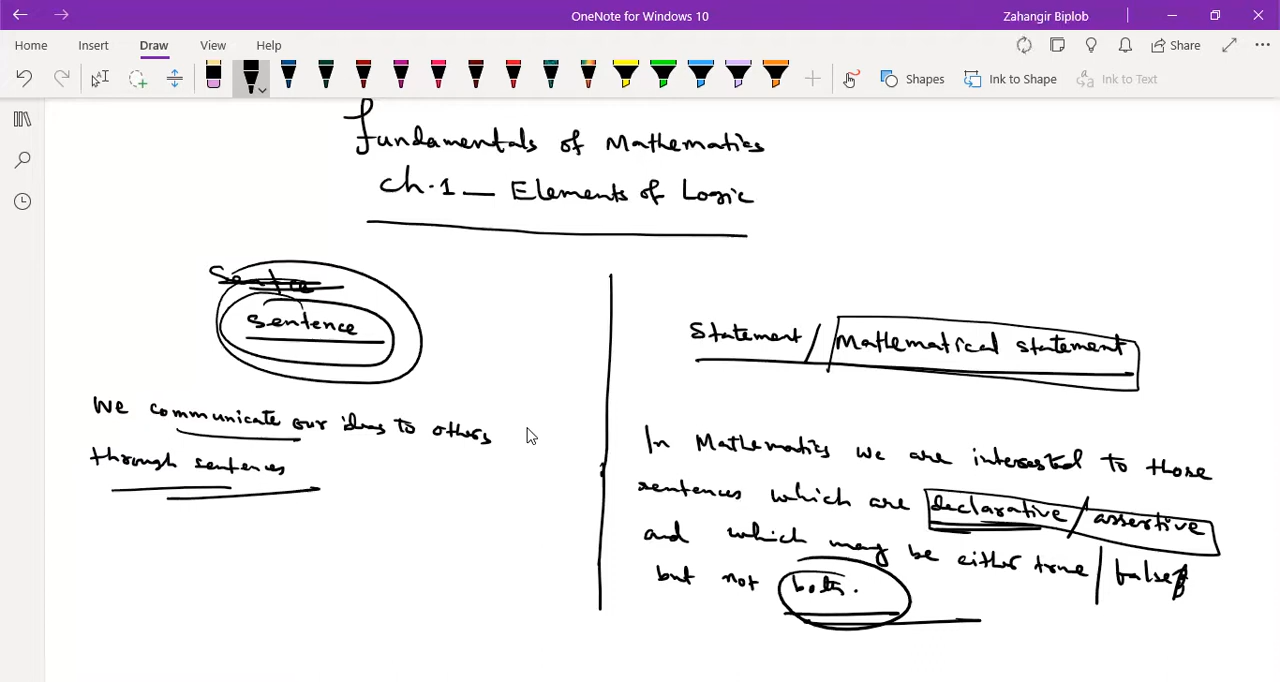 OneNote for Windows 10
Zahangir Biplob
Home Insert Draw View Help
Share
Shapes Ink to Shape Ink to Text
Fundamentals of Mathematics
ch.1 — Elements of Logic
sentence
We communicate our ideas to others
through sentences
Statement / Mathematical statement
In Mathematics we are interested to those
sentences which are declarative / assertive
and which may be either true / false
but not both.